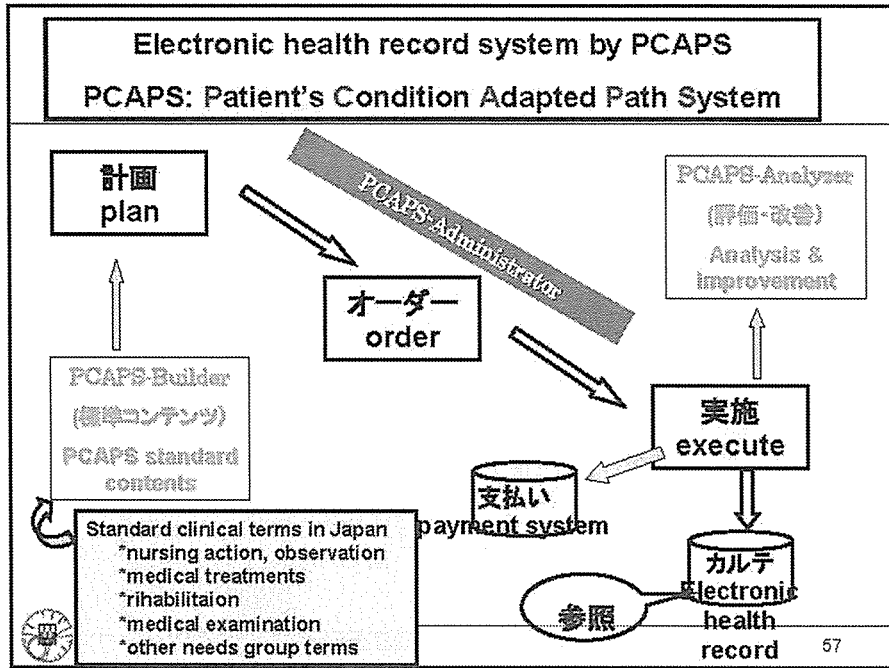 Electronic health record system by PCAPS
PCAPS: Patient's Condition Adapted Path System
計画
plan
PCAPS-Administrator
PCAPS-Analyzer
(評価・改善)
Analysis &
improvement
オーダー
order
PCAPS-Builder
(標準コンテンツ)
PCAPS standard
contents
実施
execute
支払い
payment system
Standard clinical terms in Japan
*nursing action, observation
*medical treatments
*rihabilitaion
*medical examination
*other needs group terms
カルテ
Electronic
health
record
参照
57